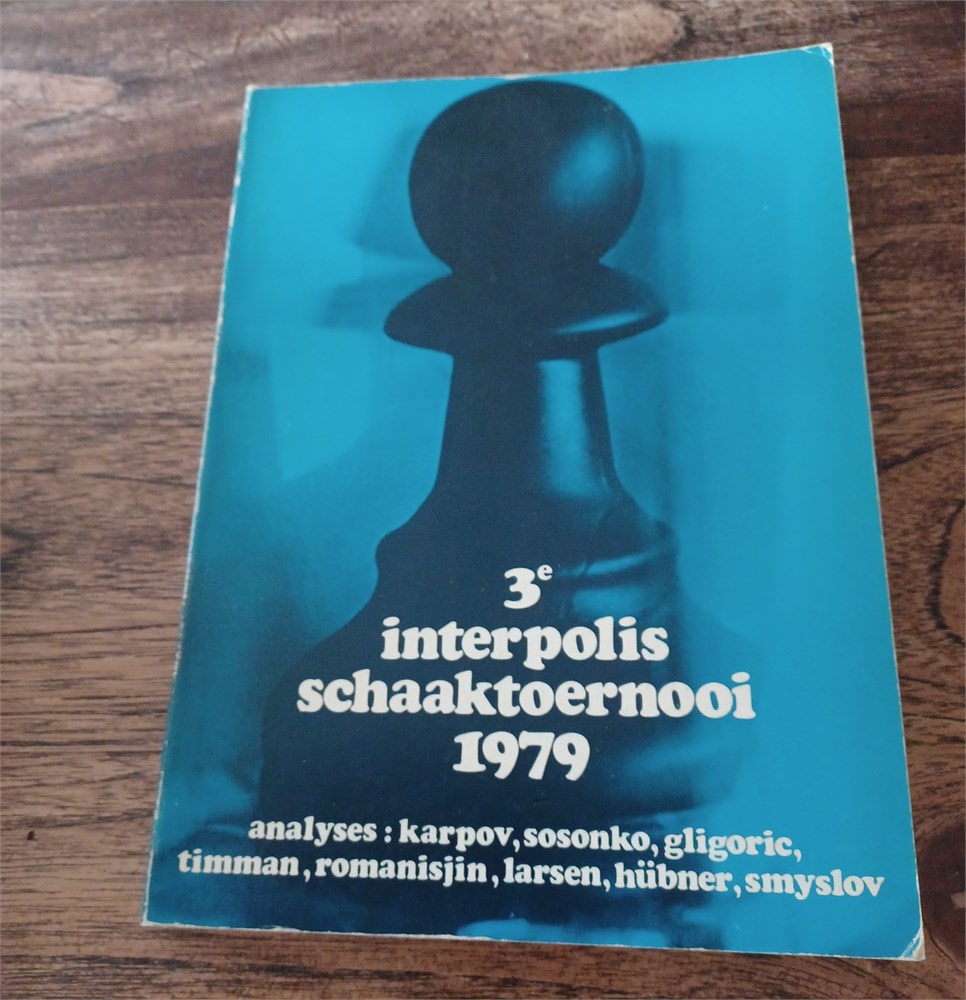 3e
interpolis
schaaktoernooi
1979
analyses : karpov, sosonko, gligoric,
timman, romanisjin, larsen, hübner, smyslov